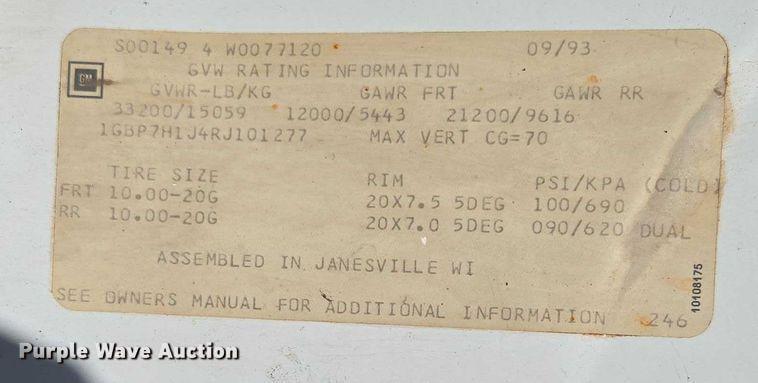 S00149 4 W0077120 09/93
GVW RATING INFORMATION
GM
GVWR-LB/KG GAWR FRT GAWR RR
33200/15059 12000/5443 21200/9616
1GBP7H1J4RJ101277 MAX VERT CG=70
TIRE SIZE RIM PSI/KPA (COLD)
FRT 10.00-20G 20X7.5 5DEG 100/690
RR 10.00-20G 20X7.0 5DEG 090/620 DUAL
ASSEMBLED IN JANESVILLE WI
SEE OWNERS MANUAL FOR ADDITIONAL INFORMATION 246
10108175
Purple Wave Auction